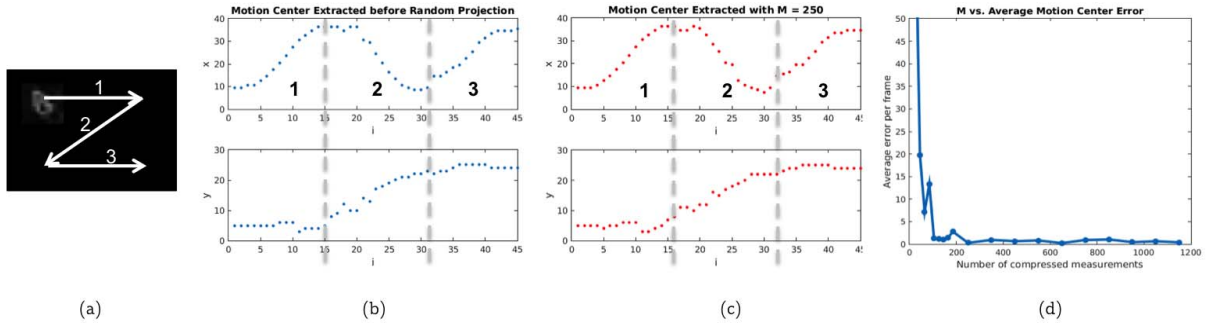 1
2
3
(a)
Motion Center Extracted before Random Projection
40
30
x
20
10
0
1 2 3
0 5 10 15 20 25 30 35 40 45
i
30
20
y
10
0
0 5 10 15 20 25 30 35 40 45
i
(b)
Motion Center Extracted with M = 250
40
30
x
20
10
0
1 2 3
0 5 10 15 20 25 30 35 40 45
i
30
20
y
10
0
0 5 10 15 20 25 30 35 40 45
i
(c)
M vs. Average Motion Center Error
50
45
40
35
30
25
20
15
10
5
0
Average error per frame
0 200 400 600 800 1000 1200
Number of compressed measurements
(d)